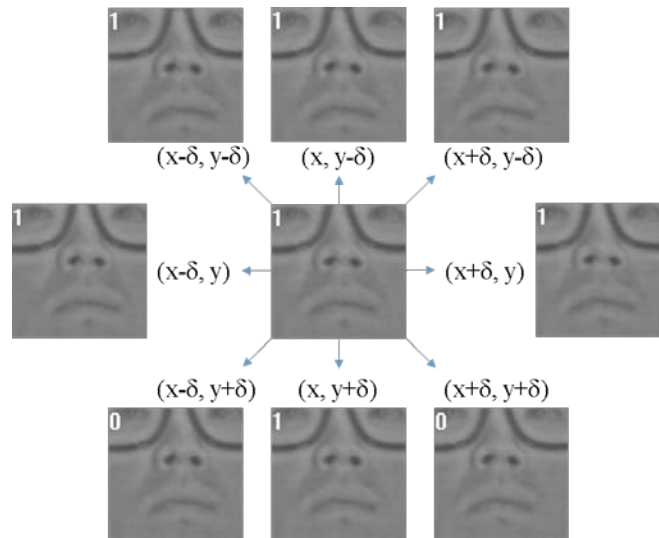 1 1 1
(x-δ, y-δ) (x, y-δ) (x+δ, y-δ)
1 1 1
(x-δ, y) (x+δ, y)
(x-δ, y+δ) (x, y+δ) (x+δ, y+δ)
0 1 0